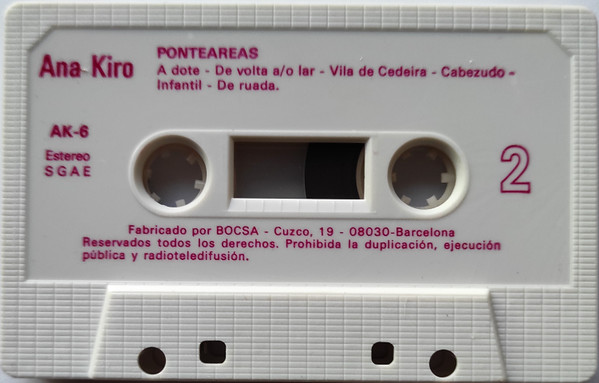 Ana Kiro
PONTEAREAS
A dote - De volta a/o lar - Vila de Cedeira - Cabezudo -
Infantil - De ruada.
AK-6
Estereo
SGAE
2
Fabricado por BOCSA - Cuzco, 19 - 08030-Barcelona
Reservados todos los derechos. Prohibida la duplicación, ejecución
pública y radioteledifusión.